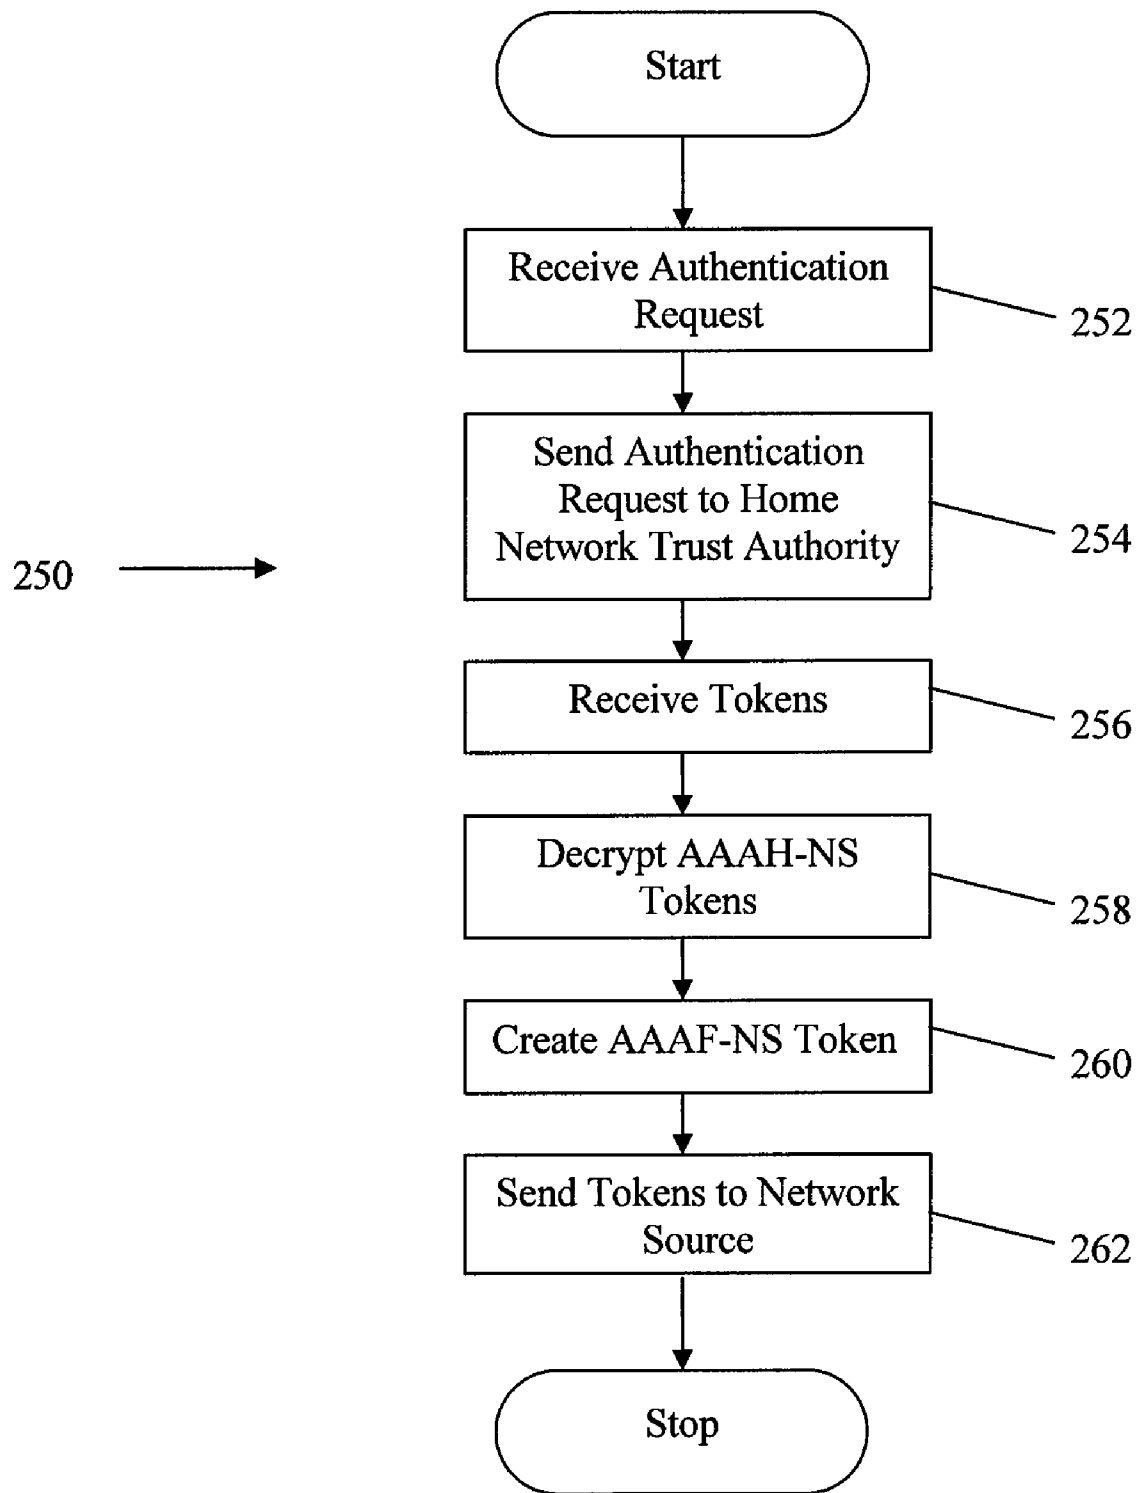 Start
Receive Authentication
Request
252
Send Authentication
Request to Home
Network Trust Authority
254
250
Receive Tokens
256
Decrypt AAAH-NS
Tokens
258
Create AAAF-NS Token
260
Send Tokens to Network
Source
262
Stop